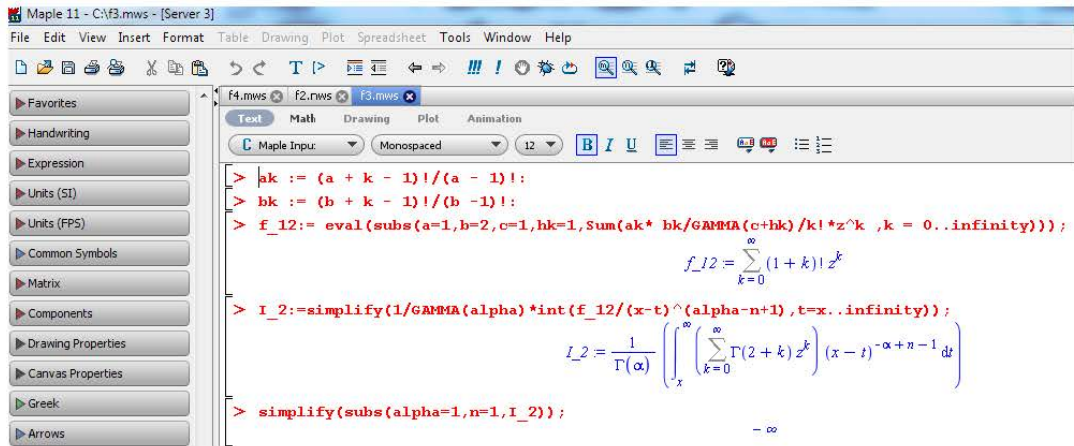 Maple 11 - C:\f3.mws - [Server 3]
File Edit View Insert Format Table Drawing Plot Spreadsheet Tools Window Help
Favorites
Handwriting
Expression
Units (SI)
Units (FPS)
Common Symbols
Matrix
Components
Drawing Properties
Canvas Properties
Greek
Arrows
f4.mws f2.mws f3.mws
Text Math Drawing Plot Animation
C Maple Input Monospaced 12 B I U
> ak := (a + k - 1)!/(a - 1)!:
> bk := (b + k - 1)!/(b -1)!:
> f_12:= eval(subs(a=1,b=2,c=1,hk=1,Sum(ak* bk/GAMMA(c+hk)/k!*z^k ,k = 0..infinity)));
f_12 := ∑_{k=0}^{∞} (1 + k)! z^k
> I_2:=simplify(1/GAMMA(alpha)*int(f_12/(x-t)^(alpha-n+1),t=x..infinity));
I_2 := 1/Γ(α) (∫_x^∞ (∑_{k=0}^{∞} Γ(2 + k) z^k) (x − t)^{−α + n − 1} dt)
> simplify(subs(alpha=1,n=1,I_2));
− ∞